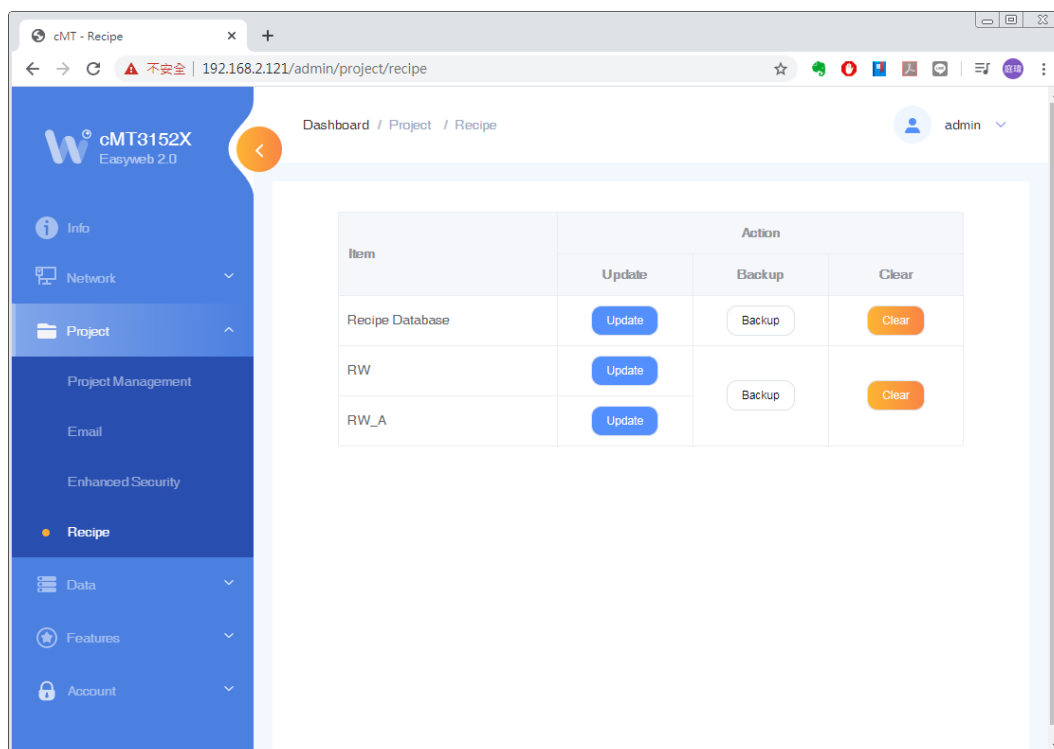 cMT - Recipe
不安全 192.168.2.121/admin/project/recipe
cMT3152X
Easyweb 2.0
Dashboard / Project / Recipe
admin
Info
Network
Project
Project Management
Email
Enhanced Security
Recipe
Data
Features
Account
Item
Action
Update Backup Clear
Recipe Database Update Backup Clear
RW Update
Backup Clear
RW_A Update